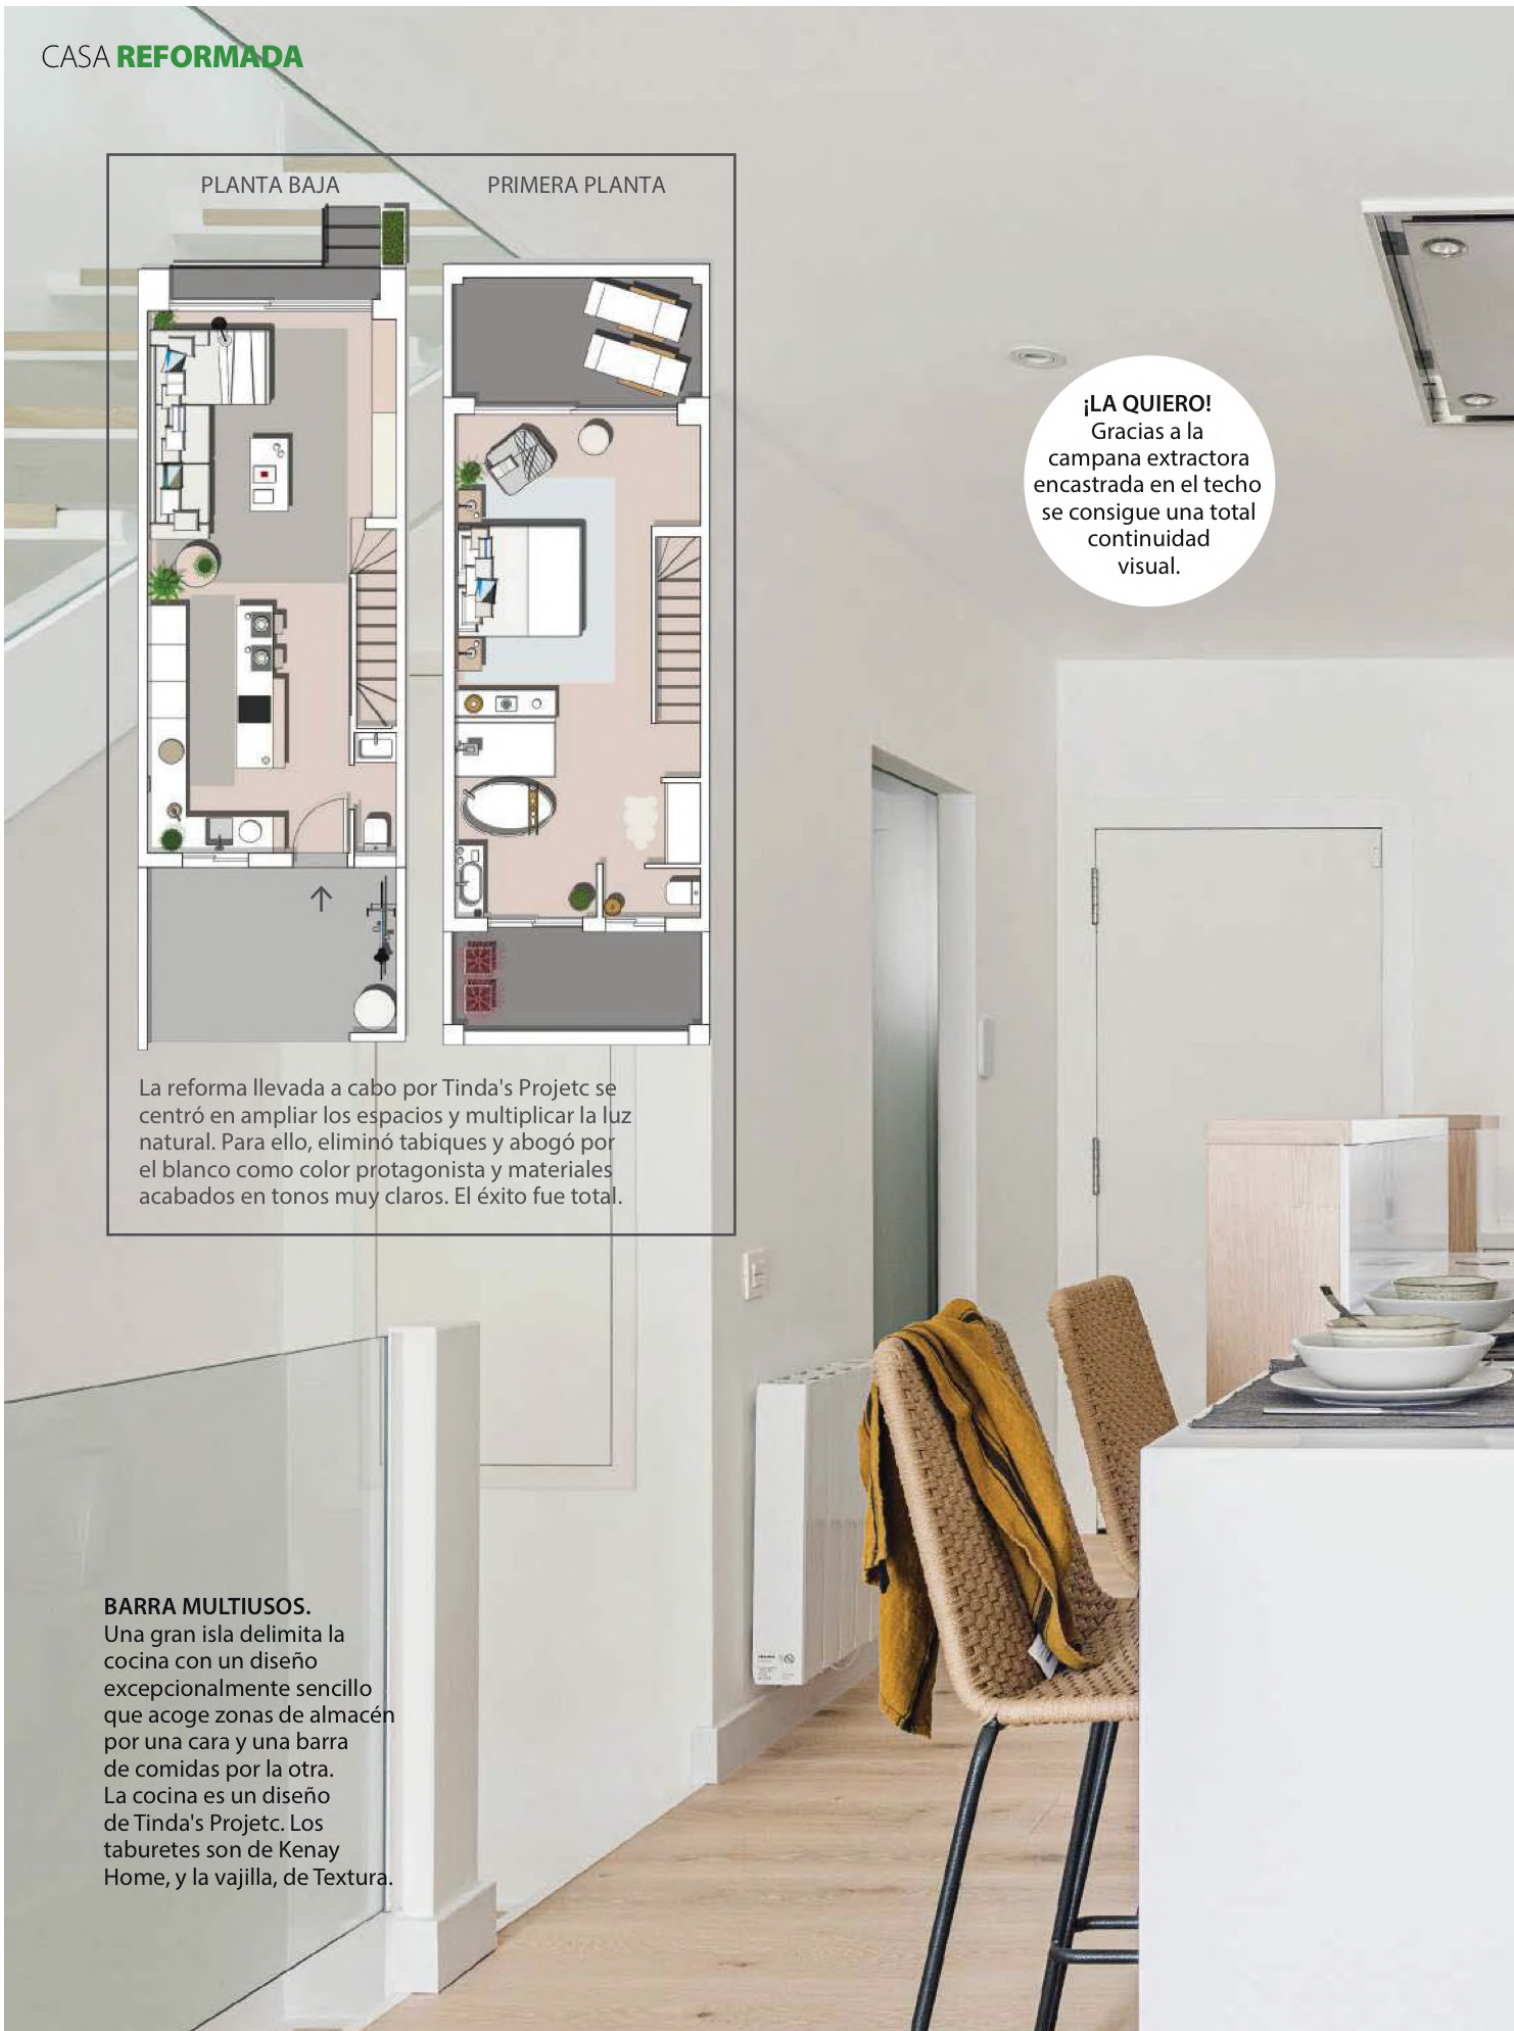 CASA REFORMADA
PLANTA BAJA
PRIMERA PLANTA
¡LA QUIERO!
Gracias a la
campana extractora
encastrada en el techo
se consigue una total
continuidad
visual.
La reforma llevada a cabo por Tinda's Projetc se
centró en ampliar los espacios y multiplicar la luz
natural. Para ello, eliminó tabiques y abogó por
el blanco como color protagonista y materiales
acabados en tonos muy claros. El éxito fue total.
BARRA MULTIUSOS.
Una gran isla delimita la
cocina con un diseño
excepcionalmente sencillo
que acoge zonas de almacén
por una cara y una barra
de comidas por la otra.
La cocina es un diseño
de Tinda's Projetc. Los
taburetes son de Kenay
Home, y la vajilla, de Textura.